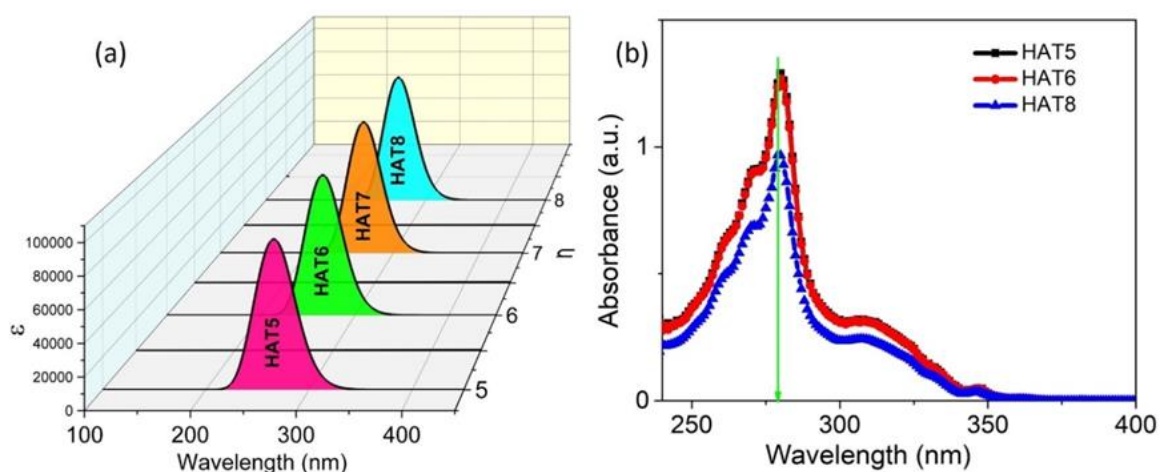 (a)
HAT8
HAT7
HAT6
HAT5
8
7
6
5
η
100000
80000
60000
40000
20000
0
ε
100 200 300 400
Wavelength (nm)
(b)
HAT5
HAT6
HAT8
1
0
Absorbance (a.u.)
250 300 350 400
Wavelength (nm)